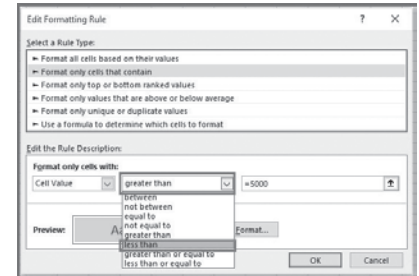 Edit Formatting Rule ? ×
Select a Rule Type:
► Format all cells based on their values
► Format only cells that contain
► Format only top or bottom ranked values
► Format only values that are above or below average
► Format only unique or duplicate values
► Use a formula to determine which cells to format
Edit the Rule Description:
Format only cells with:
Cell Value greater than =5000
between
not between
equal to
not equal to
greater than
less than
greater than or equal to
less than or equal to
Preview: Format...
OK Cancel